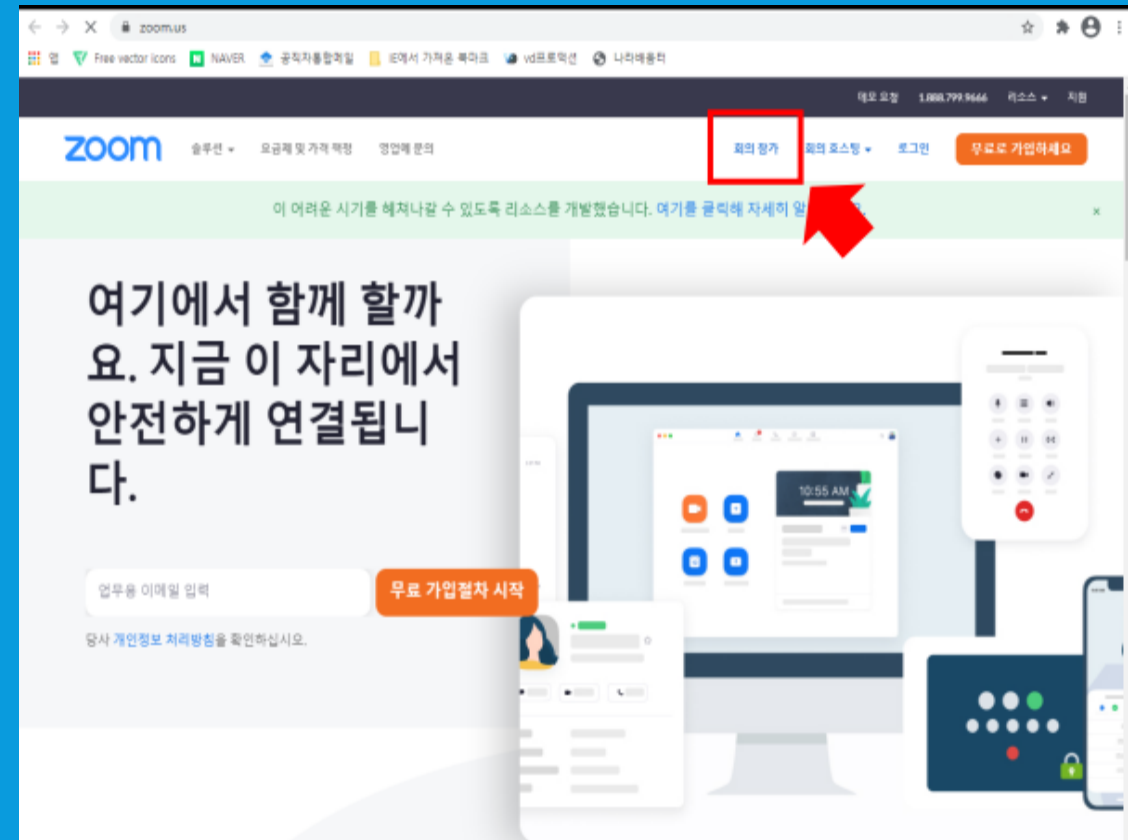 zoom.us
앱 Free vector icons NAVER 공직자통합메일 IE에서 가져온 북마크 vd프로덕션 나라배움터
데모 요청 1.888.799.9666 리소스 지원
zoom 솔루션 요금제 및 가격 책정 영업에 문의 회의 참가 회의 호스팅 로그인 무료로 가입하세요
이 어려운 시기를 헤쳐나갈 수 있도록 리소스를 개발했습니다. 여기를 클릭해 자세히
여기에서 함께 할까
요. 지금 이 자리에서
안전하게 연결됩니
다.
10:55 AM
업무용 이메일 입력 무료 가입절차 시작
당사 개인정보 처리방침을 확인하십시오.